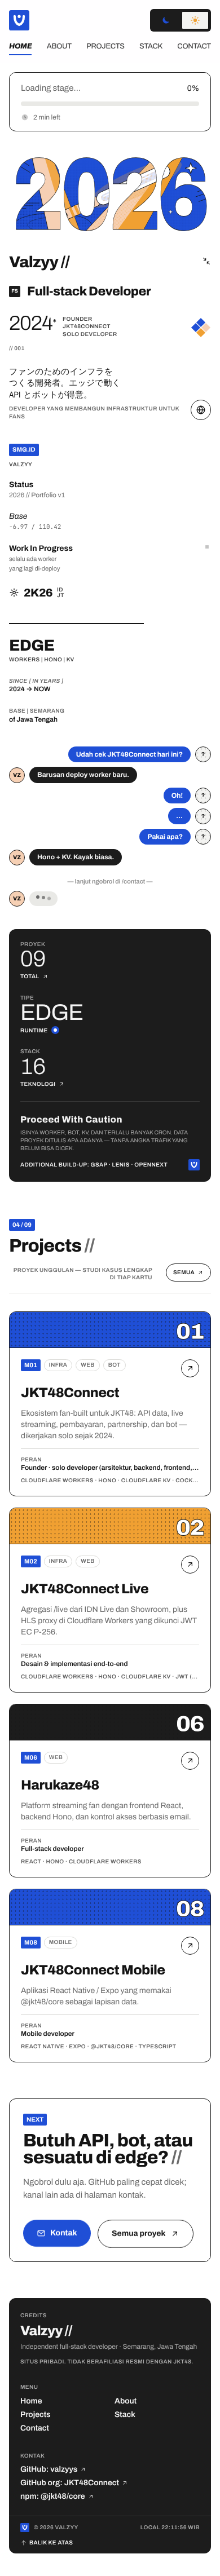 HOME ABOUT PROJECTS STACK CONTACT
Loading stage... 0%
2 min left
2026
Valzyy //
FS Full-stack Developer
2024*
FOUNDER
JKT48CONNECT
SOLO DEVELOPER
// 001
ファンのためのインフラを
つくる開発者。エッジで動く
API とボットが得意。
DEVELOPER YANG MEMBANGUN INFRASTRUKTUR UNTUK
FANS
SMG.ID
VALZYY
Status
2026 // Portfolio v1
Base
-6.97 / 110.42
Work In Progress
selalu ada worker
yang lagi di-deploy
2K26 ID
JT
EDGE
WORKERS | HONO | KV
SINCE [ IN YEARS ]
2024 → NOW
BASE | SEMARANG
of Jawa Tengah
Udah cek JKT48Connect hari ini? ?
VZ Barusan deploy worker baru.
Oh! ?
... ?
Pakai apa? ?
VZ Hono + KV. Kayak biasa.
— lanjut ngobrol di /contact —
VZ
PROYEK
09
TOTAL ↗
TIPE
EDGE
RUNTIME
STACK
16
TEKNOLOGI ↗
Proceed With Caution
ISINYA WORKER, BOT, KV, DAN TERLALU BANYAK CRON. DATA
PROYEK DITULIS APA ADANYA — TANPA ANGKA TRAFIK YANG
BELUM BISA DICEK.
ADDITIONAL BUILD-UP: GSAP · LENIS · OPENNEXT
04 / 09
Projects //
PROYEK UNGGULAN — STUDI KASUS LENGKAP
DI TIAP KARTU
SEMUA ↗
01
M01 INFRA WEB BOT
JKT48Connect
Ekosistem fan-built untuk JKT48: API data, live
streaming, pembayaran, partnership, dan bot —
dikerjakan solo sejak 2024.
PERAN
Founder · solo developer (arsitektur, backend, frontend,...
CLOUDFLARE WORKERS · HONO · CLOUDFLARE KV · COCK...
02
M02 INFRA WEB
JKT48Connect Live
Agregasi /live dari IDN Live dan Showroom, plus
HLS proxy di Cloudflare Workers yang dikunci JWT
EC P-256.
PERAN
Desain & implementasi end-to-end
CLOUDFLARE WORKERS · HONO · CLOUDFLARE KV · JWT (...
06
M06 WEB
Harukaze48
Platform streaming fan dengan frontend React,
backend Hono, dan kontrol akses berbasis email.
PERAN
Full-stack developer
REACT · HONO · CLOUDFLARE WORKERS
08
M08 MOBILE
JKT48Connect Mobile
Aplikasi React Native / Expo yang memakai
@jkt48/core sebagai lapisan data.
PERAN
Mobile developer
REACT NATIVE · EXPO · @JKT48/CORE · TYPESCRIPT
NEXT
Butuh API, bot, atau
sesuatu di edge? //
Ngobrol dulu aja. GitHub paling cepat dicek;
kanal lain ada di halaman kontak.
Kontak Semua proyek ↗
CREDITS
Valzyy //
Independent full-stack developer · Semarang, Jawa Tengah
SITUS PRIBADI. TIDAK BERAFILIASI RESMI DENGAN JKT48.
MENU
Home About
Projects Stack
Contact
KONTAK
GitHub: valzyys ↗
GitHub org: JKT48Connect ↗
npm: @jkt48/core ↗
© 2026 VALZYY LOCAL 22:11:56 WIB
↑ BALIK KE ATAS